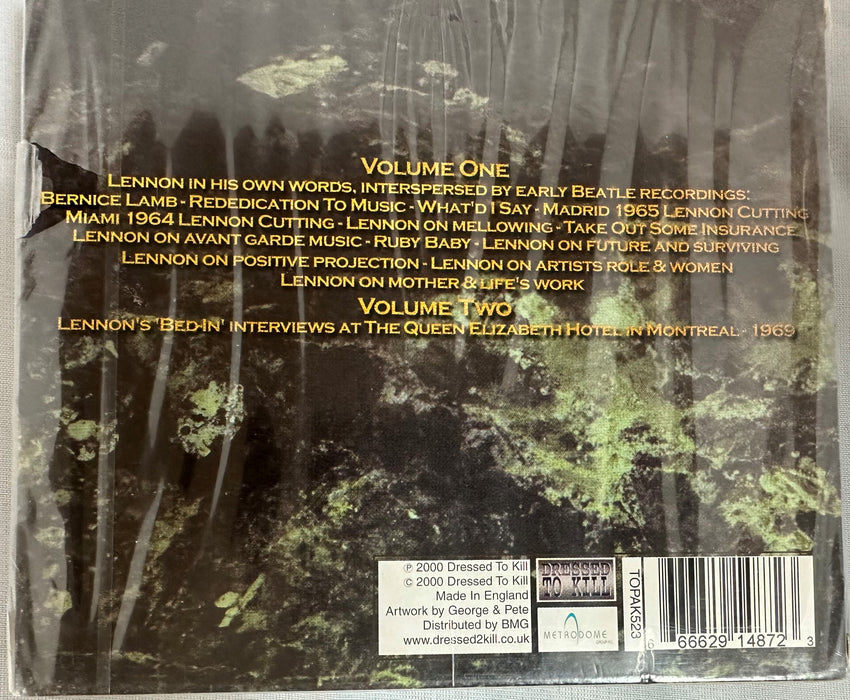 VOLUME ONE
LENNON IN HIS OWN WORDS, INTERSPERSED BY EARLY BEATLE RECORDINGS:
BERNICE LAMB - REDEDICATION TO MUSIC - WHAT'D I SAY - MADRID 1965 LENNON CUTTING
MIAMI 1964 LENNON CUTTING - LENNON ON MELLOWING - TAKE OUT SOME INSURANCE
LENNON ON AVANT GARDE MUSIC - RUBY BABY - LENNON ON FUTURE AND SURVIVING
LENNON ON POSITIVE PROJECTION - LENNON ON ARTISTS ROLE & WOMEN
LENNON ON MOTHER & LIFE'S WORK
VOLUME TWO
LENNON'S 'BED-IN' INTERVIEWS AT THE QUEEN ELIZABETH HOTEL IN MONTREAL - 1969
℗ 2000 Dressed To Kill
© 2000 Dressed To Kill
Made In England
Artwork by George & Pete
Distributed by BMG
www.dressed2kill.co.uk
DRESSED
TO KILL
METRODOME
GROUP PLC
TOPAK523
6 66629 14872 3